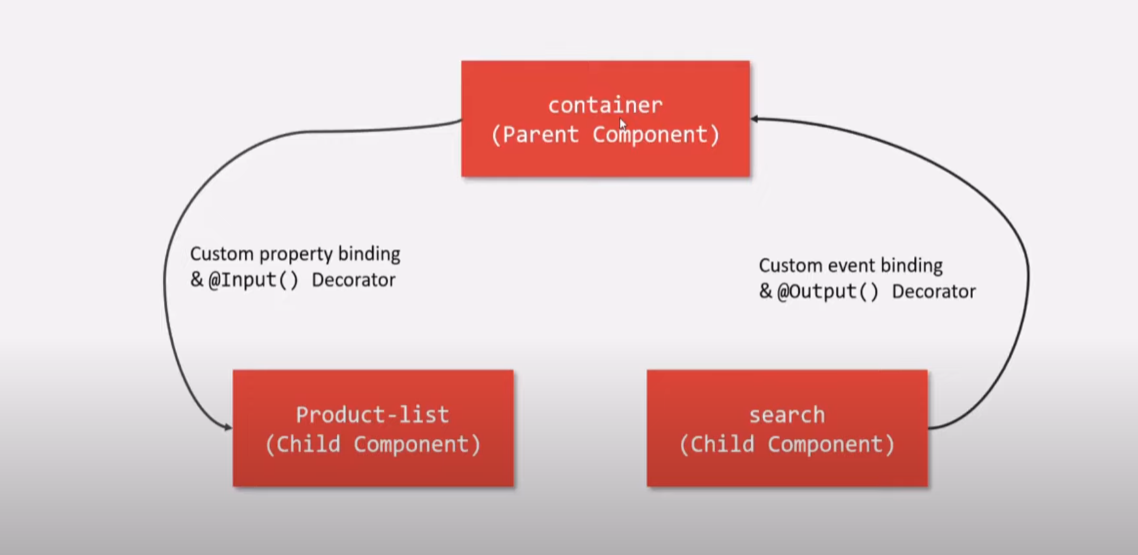 container
(Parent Component)
Custom property binding
& @Input() Decorator
Custom event binding
& @Output() Decorator
Product-list
(Child Component)
search
(Child Component)